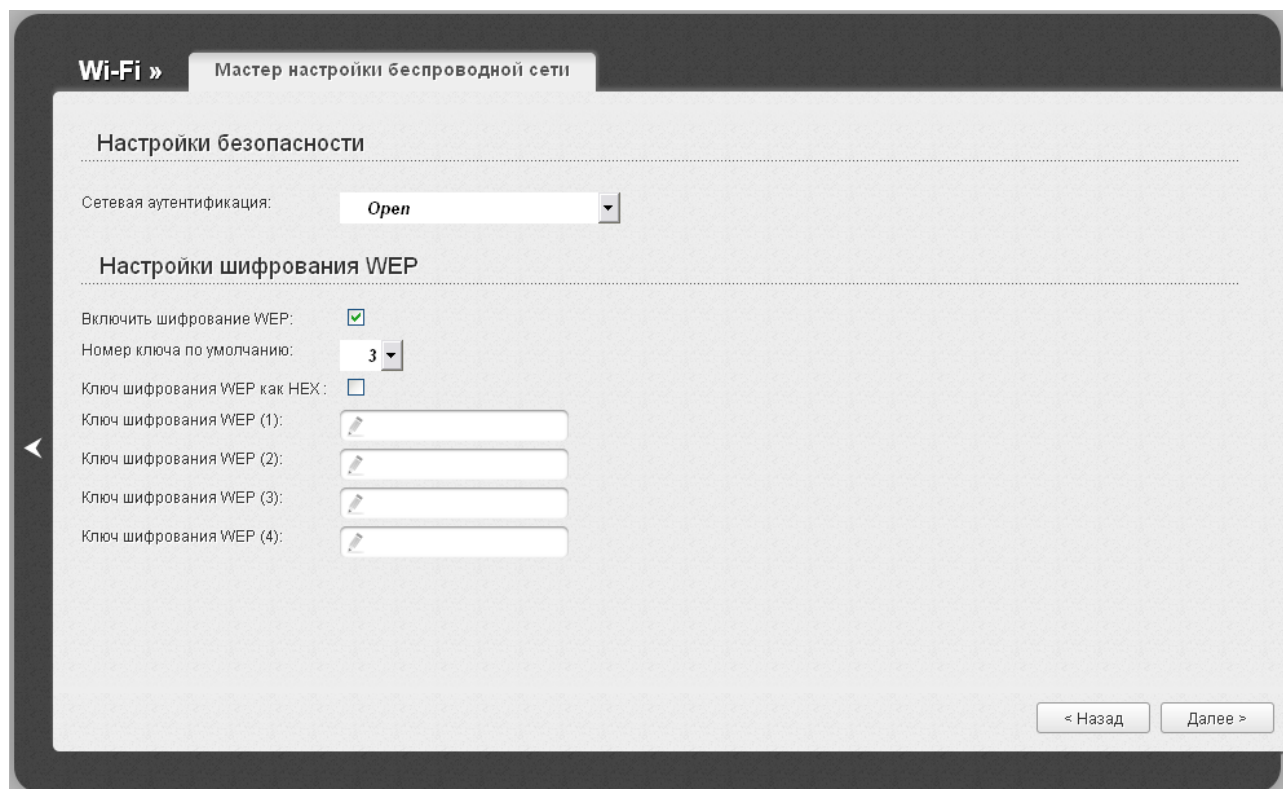 Wi-Fi »
Мастер настройки беспроводной сети
Настройки безопасности
Сетевая аутентификация:
Open
Настройки шифрования WEP
Включить шифрование WEP:
Номер ключа по умолчанию:
3
Ключ шифрования WEP как HEX :
Ключ шифрования WEP (1):
Ключ шифрования WEP (2):
Ключ шифрования WEP (3):
Ключ шифрования WEP (4):
< Назад
Далее >